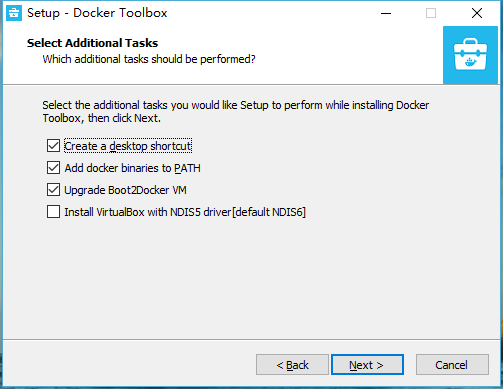 Setup - Docker Toolbox
Select Additional Tasks
Which additional tasks should be performed?
Select the additional tasks you would like Setup to perform while installing Docker
Toolbox, then click Next.
Create a desktop shortcut
Add docker binaries to PATH
Upgrade Boot2Docker VM
Install VirtualBox with NDIS5 driver[default NDIS6]
< Back
Next >
Cancel